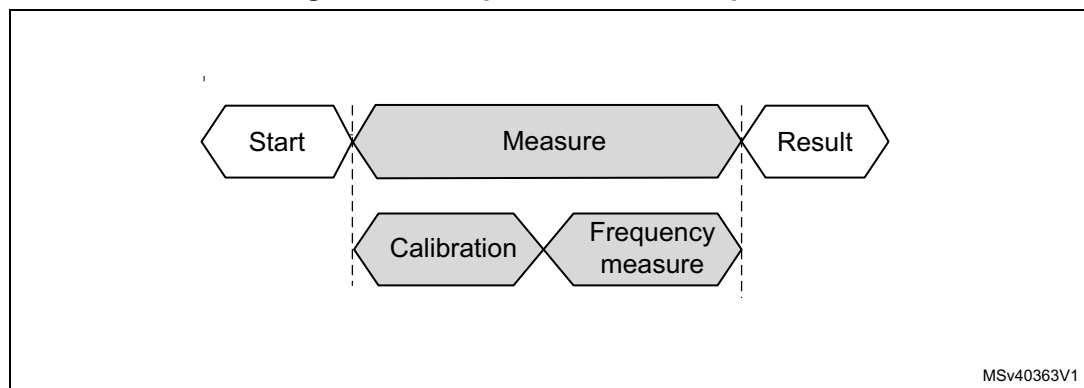 Start
Measure
Result
Calibration
Frequency
measure
MSv40363V1